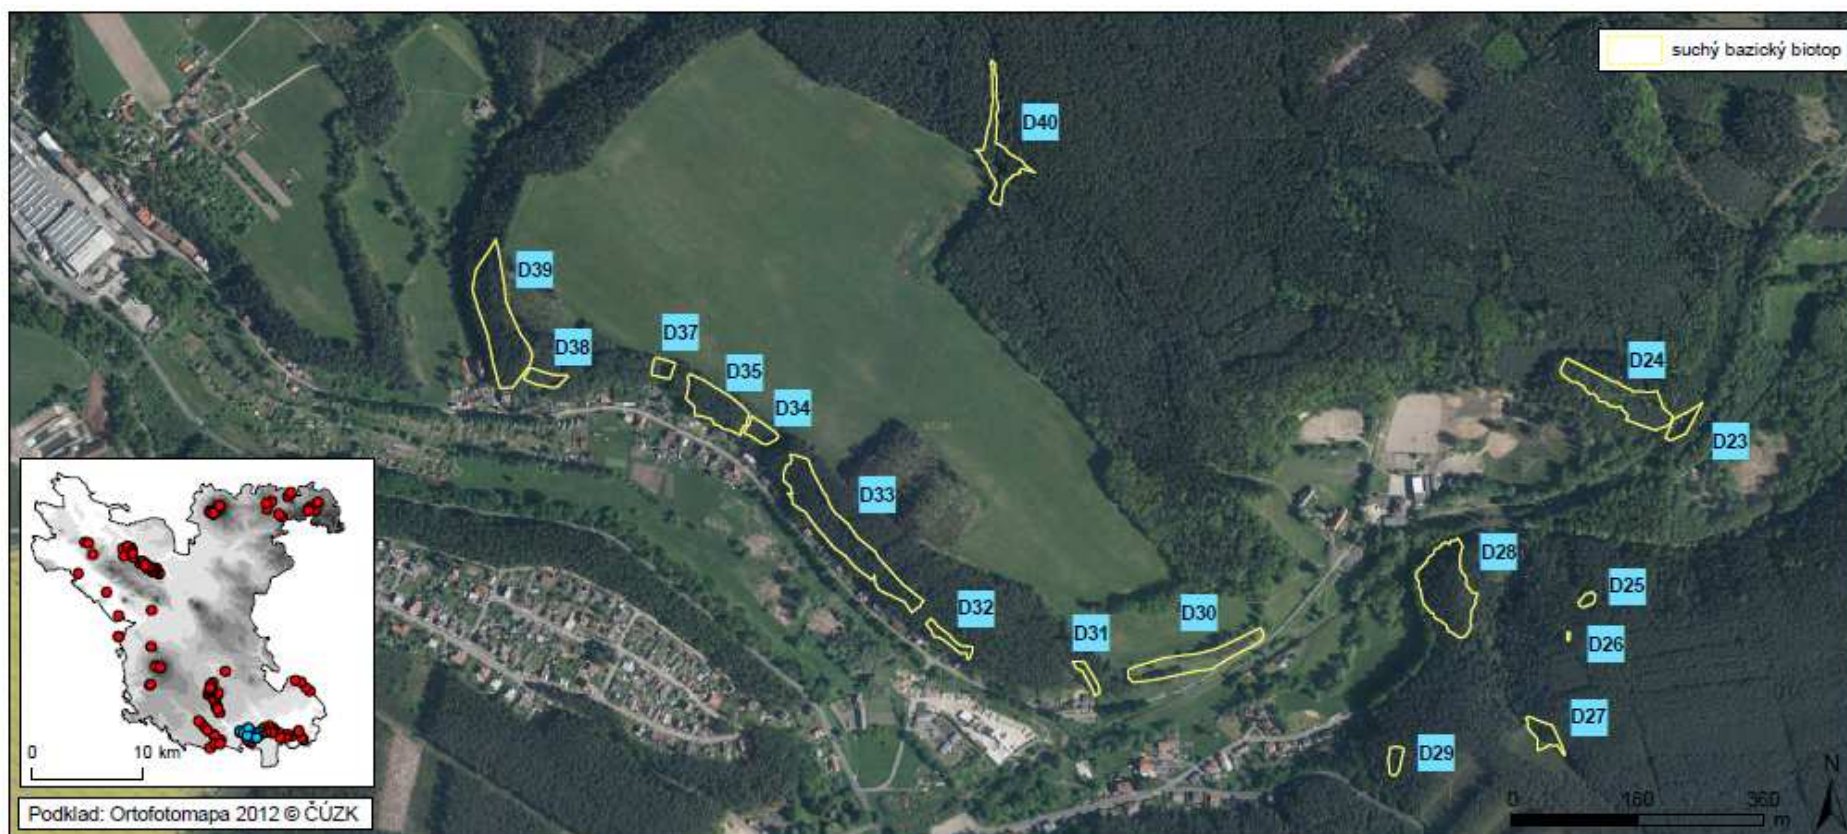 suchý bazický biotop
D40
D39
D38
D37
D35
D34
D24
D23
D33
D28
D25
D26
D32
D31
D30
D27
D29
0 10 km
N
0 180 360 m
Podklad: Ortofotomapa 2012 © ČÚZK